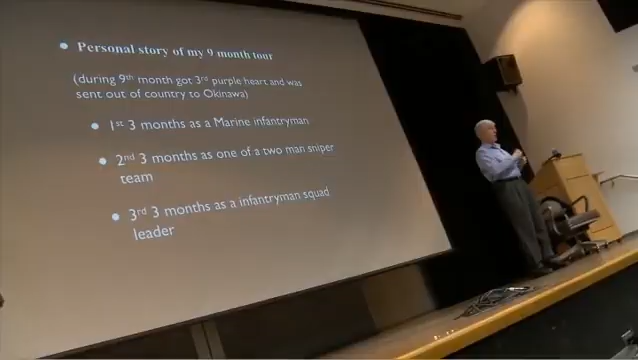 • Personal story of my 9 month tour
(during 9th month got 3rd purple heart and was
sent out of country to Okinawa)
• 1st 3 months as a Marine infantryman
• 2nd 3 months as one of a two man sniper
team
• 3rd 3 months as a infantryman squad
leader